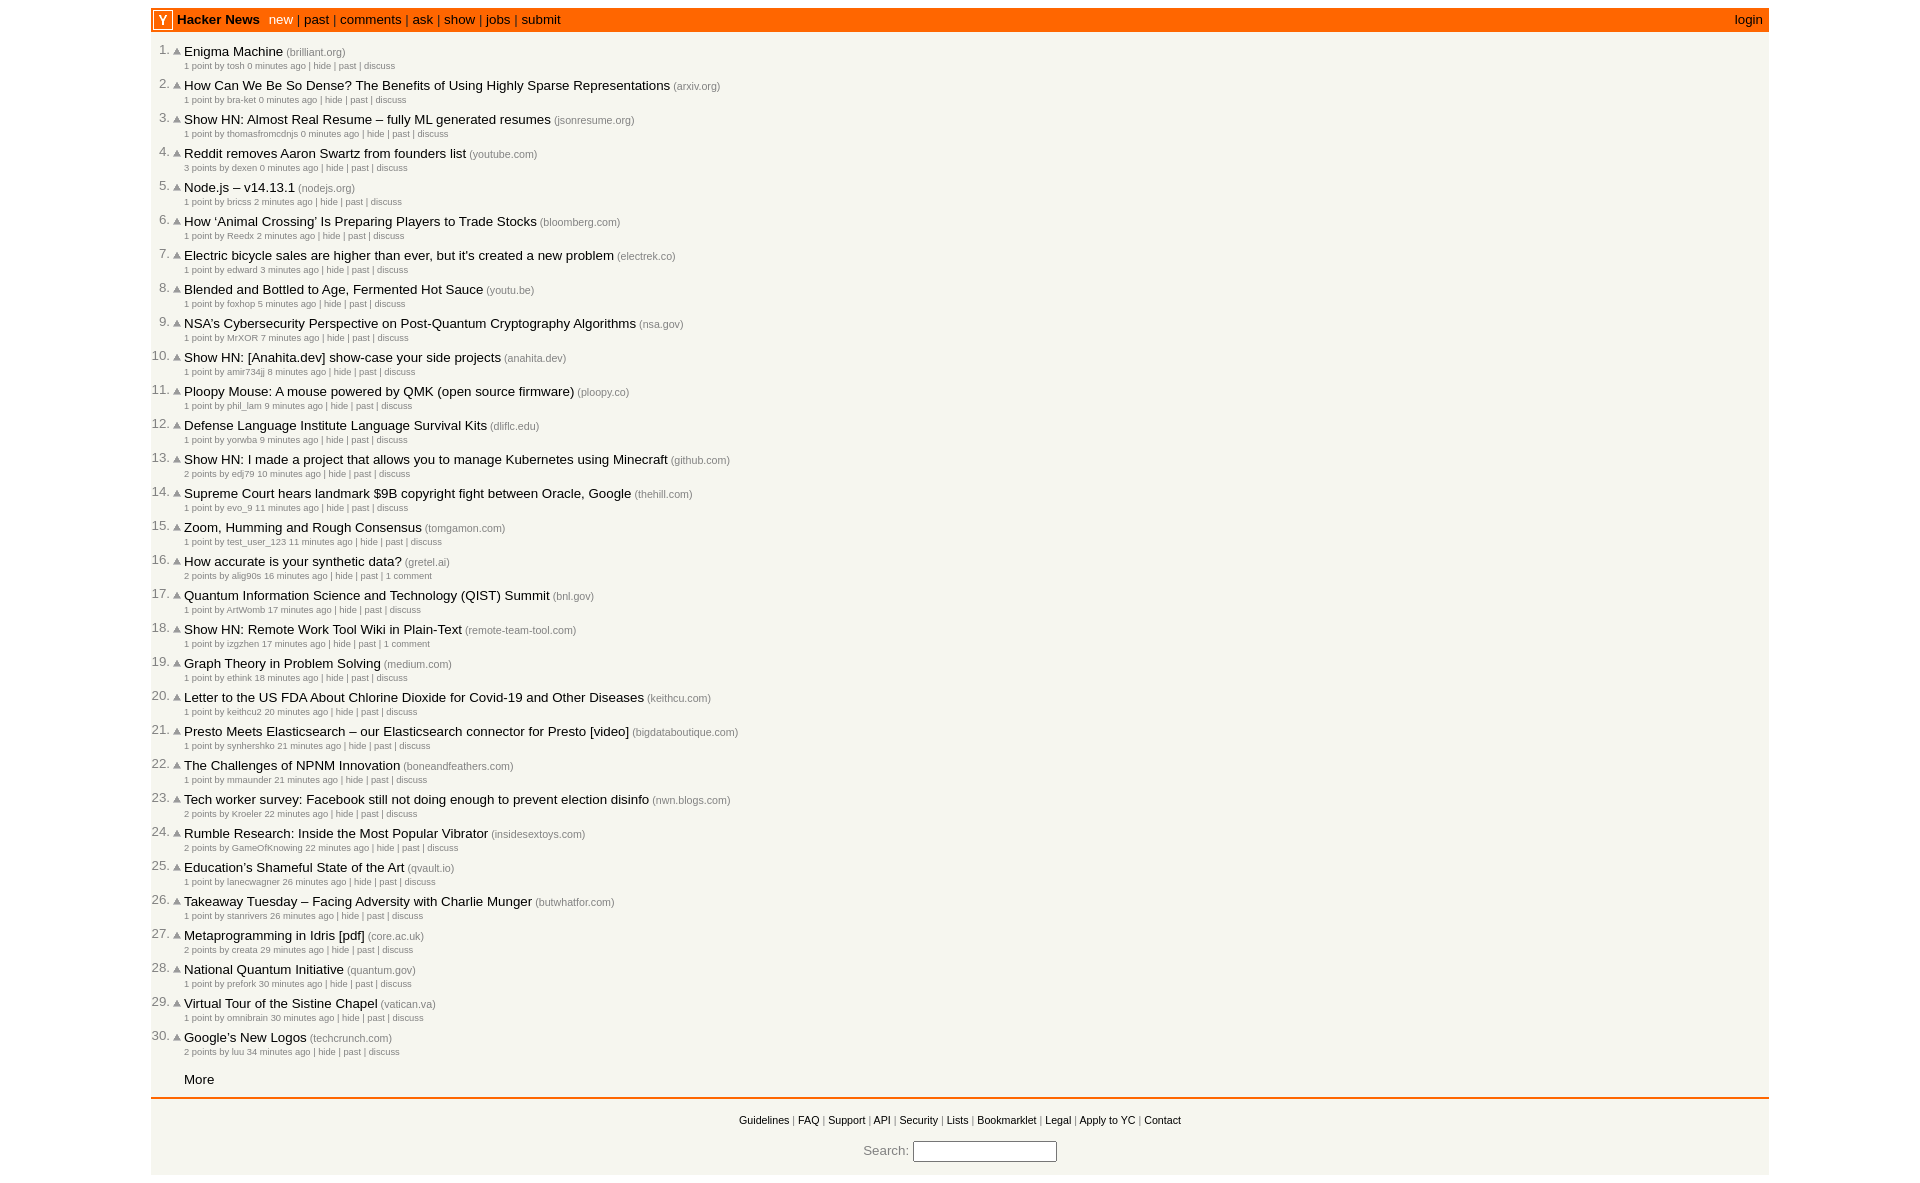 Y Hacker News new | past | comments | ask | show | jobs | submit login
1. Enigma Machine (brilliant.org)
1 point by tosh 0 minutes ago | hide | past | discuss
2. How Can We Be So Dense? The Benefits of Using Highly Sparse Representations (arxiv.org)
1 point by bra-ket 0 minutes ago | hide | past | discuss
3. Show HN: Almost Real Resume – fully ML generated resumes (jsonresume.org)
1 point by thomasfromcdnjs 0 minutes ago | hide | past | discuss
4. Reddit removes Aaron Swartz from founders list (youtube.com)
3 points by dexen 0 minutes ago | hide | past | discuss
5. Node.js – v14.13.1 (nodejs.org)
1 point by bricss 2 minutes ago | hide | past | discuss
6. How ‘Animal Crossing’ Is Preparing Players to Trade Stocks (bloomberg.com)
1 point by Reedx 2 minutes ago | hide | past | discuss
7. Electric bicycle sales are higher than ever, but it's created a new problem (electrek.co)
1 point by edward 3 minutes ago | hide | past | discuss
8. Blended and Bottled to Age, Fermented Hot Sauce (youtu.be)
1 point by foxhop 5 minutes ago | hide | past | discuss
9. NSA’s Cybersecurity Perspective on Post-Quantum Cryptography Algorithms (nsa.gov)
1 point by MrXOR 7 minutes ago | hide | past | discuss
10. Show HN: [Anahita.dev] show-case your side projects (anahita.dev)
1 point by amir734jj 8 minutes ago | hide | past | discuss
11. Ploopy Mouse: A mouse powered by QMK (open source firmware) (ploopy.co)
1 point by phil_lam 9 minutes ago | hide | past | discuss
12. Defense Language Institute Language Survival Kits (dliflc.edu)
1 point by yorwba 9 minutes ago | hide | past | discuss
13. Show HN: I made a project that allows you to manage Kubernetes using Minecraft (github.com)
2 points by edj79 10 minutes ago | hide | past | discuss
14. Supreme Court hears landmark $9B copyright fight between Oracle, Google (thehill.com)
1 point by evo_9 11 minutes ago | hide | past | discuss
15. Zoom, Humming and Rough Consensus (tomgamon.com)
1 point by test_user_123 11 minutes ago | hide | past | discuss
16. How accurate is your synthetic data? (gretel.ai)
2 points by alig90s 16 minutes ago | hide | past | 1 comment
17. Quantum Information Science and Technology (QIST) Summit (bnl.gov)
1 point by ArtWomb 17 minutes ago | hide | past | discuss
18. Show HN: Remote Work Tool Wiki in Plain-Text (remote-team-tool.com)
1 point by izgzhen 17 minutes ago | hide | past | 1 comment
19. Graph Theory in Problem Solving (medium.com)
1 point by ethink 18 minutes ago | hide | past | discuss
20. Letter to the US FDA About Chlorine Dioxide for Covid-19 and Other Diseases (keithcu.com)
1 point by keithcu2 20 minutes ago | hide | past | discuss
21. Presto Meets Elasticsearch – our Elasticsearch connector for Presto [video] (bigdataboutique.com)
1 point by synhershko 21 minutes ago | hide | past | discuss
22. The Challenges of NPNM Innovation (boneandfeathers.com)
1 point by mmaunder 21 minutes ago | hide | past | discuss
23. Tech worker survey: Facebook still not doing enough to prevent election disinfo (nwn.blogs.com)
2 points by Kroeler 22 minutes ago | hide | past | discuss
24. Rumble Research: Inside the Most Popular Vibrator (insidesextoys.com)
2 points by GameOfKnowing 22 minutes ago | hide | past | discuss
25. Education’s Shameful State of the Art (qvault.io)
1 point by lanecwagner 26 minutes ago | hide | past | discuss
26. Takeaway Tuesday – Facing Adversity with Charlie Munger (butwhatfor.com)
1 point by stanrivers 26 minutes ago | hide | past | discuss
27. Metaprogramming in Idris [pdf] (core.ac.uk)
2 points by creata 29 minutes ago | hide | past | discuss
28. National Quantum Initiative (quantum.gov)
1 point by prefork 30 minutes ago | hide | past | discuss
29. Virtual Tour of the Sistine Chapel (vatican.va)
1 point by omnibrain 30 minutes ago | hide | past | discuss
30. Google’s New Logos (techcrunch.com)
2 points by luu 34 minutes ago | hide | past | discuss
More
Guidelines | FAQ | Support | API | Security | Lists | Bookmarklet | Legal | Apply to YC | Contact
Search: